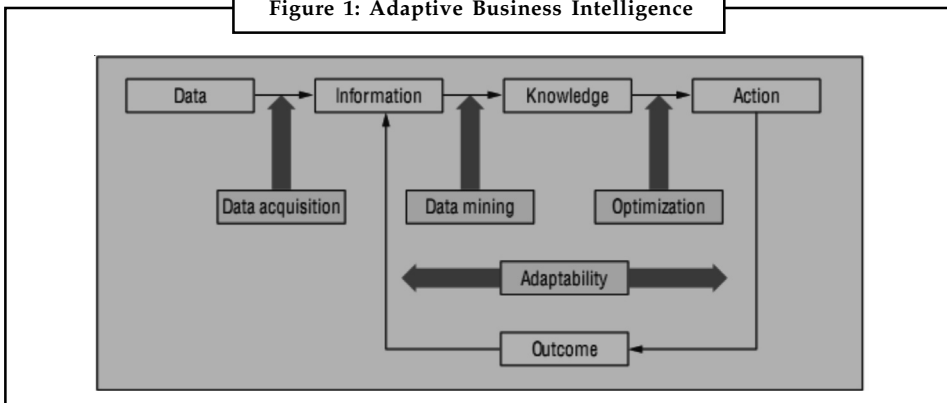 Figure 1: Adaptive Business Intelligence
Data
Information
Knowledge
Action
Data acquisition
Data mining
Optimization
Adaptability
Outcome